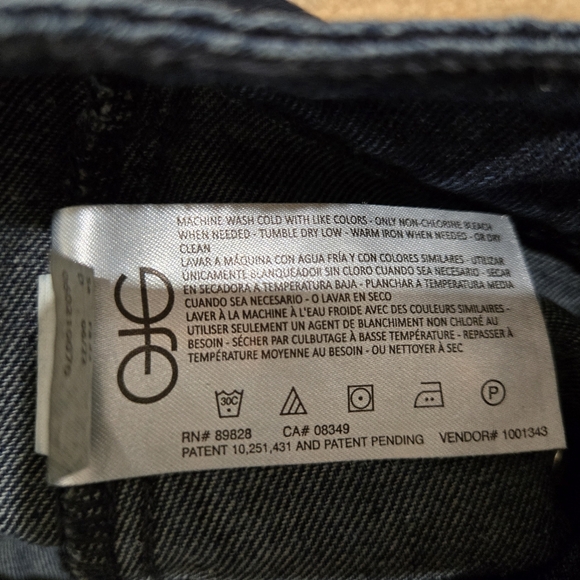 MACHINE WASH COLD WITH LIKE COLORS - ONLY NON-CHLORINE BLEACH
WHEN NEEDED - TUMBLE DRY LOW - WARM IRON WHEN NEEDED - OR DRY
CLEAN
LAVAR A MÁQUINA CON AGUA FRÍA Y CON COLORES SIMILARES - UTILIZAR
ÚNICAMENTE BLANQUEADOR SIN CLORO CUANDO SEA NECESARIO - SECAR
EN SECADORA A TEMPERATURA BAJA - PLANCHAR A TEMPERATURA MEDIA
CUANDO SEA NECESARIO - O LAVAR EN SECO
LAVER À LA MACHINE À L'EAU FROIDE AVEC DES COULEURS SIMILAIRES -
UTILISER SEULEMENT UN AGENT DE BLANCHIMENT NON CHLORÉ AU
BESOIN - SÉCHER PAR CULBUTAGE À BASSE TEMPÉRATURE - REPASSER À
TEMPÉRATURE MOYENNE AU BESOIN - OU NETTOYER À SEC
30C P
RN# 89828 CA# 08349
PATENT 10,251,431 AND PATENT PENDING VENDOR# 1001343